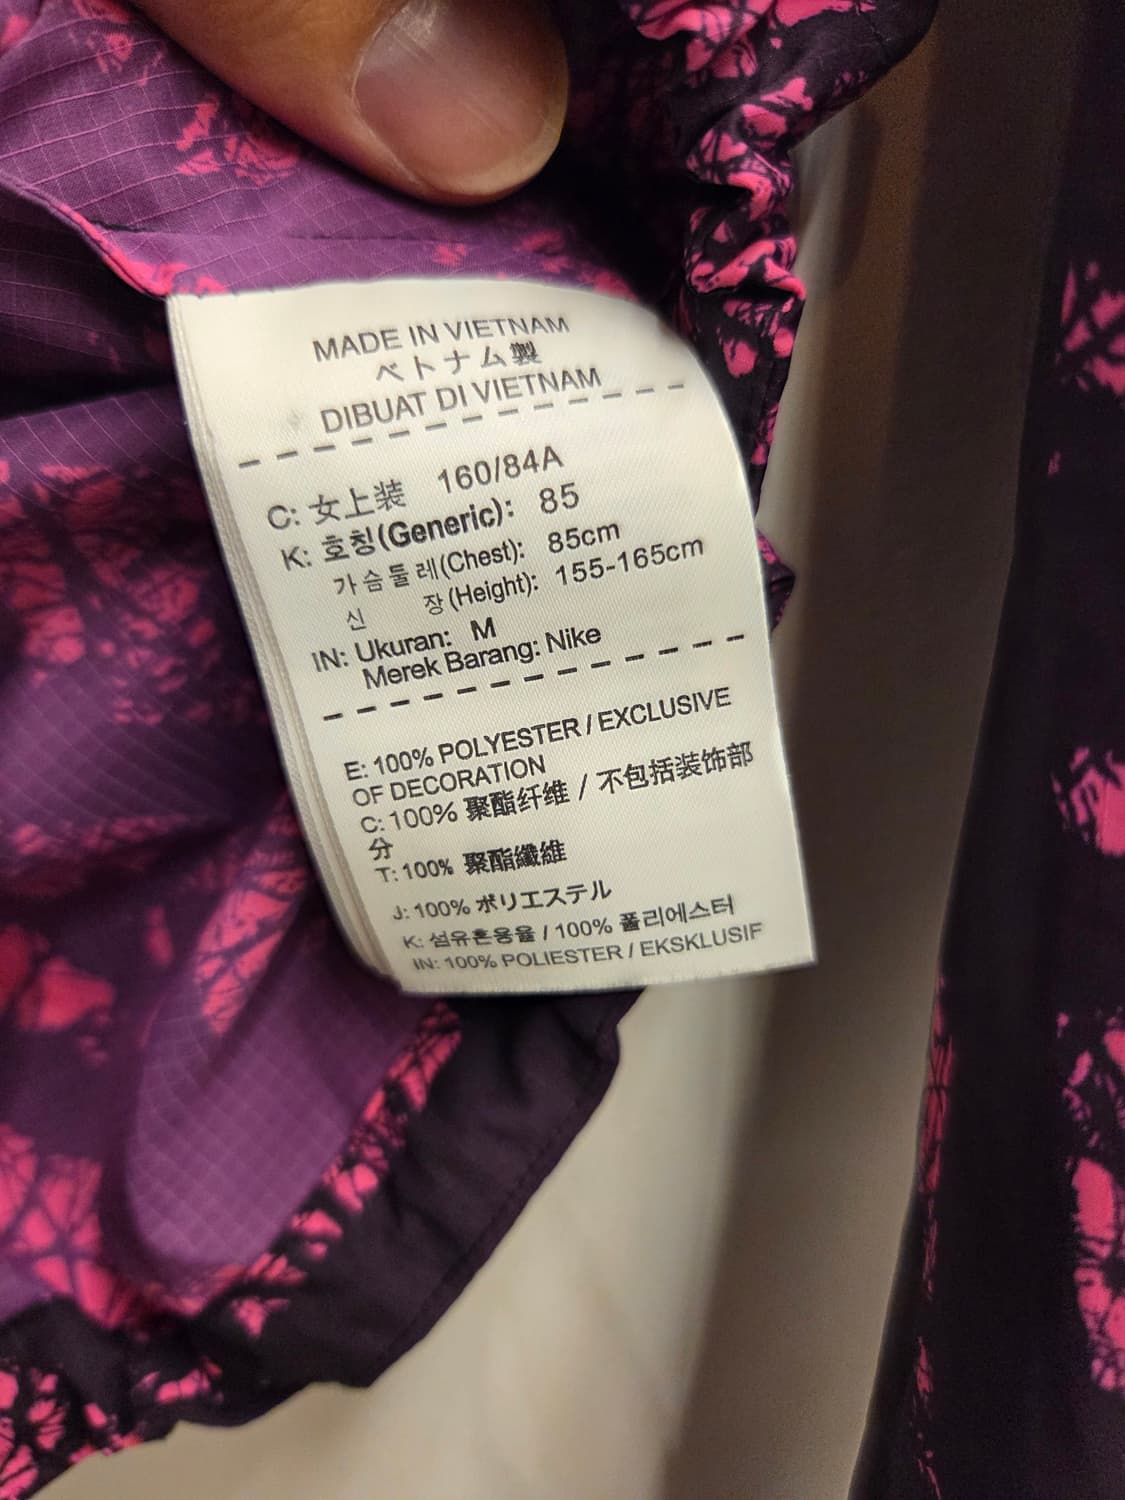 MADE IN VIETNAM
ベトナム製
DIBUAT DI VIETNAM
C: 女上装 160/84A
K: 호칭(Generic): 85
가슴둘레(Chest): 85cm
신 장(Height): 155-165cm
IN: Ukuran: M
Merek Barang: Nike
E: 100% POLYESTER / EXCLUSIVE
OF DECORATION
C: 100% 聚酯纤维 / 不包括装饰部
分
T: 100% 聚酯纖維
J: 100% ポリエステル
K: 섬유혼용율 / 100% 폴리에스터
IN: 100% POLIESTER / EKSKLUSIF